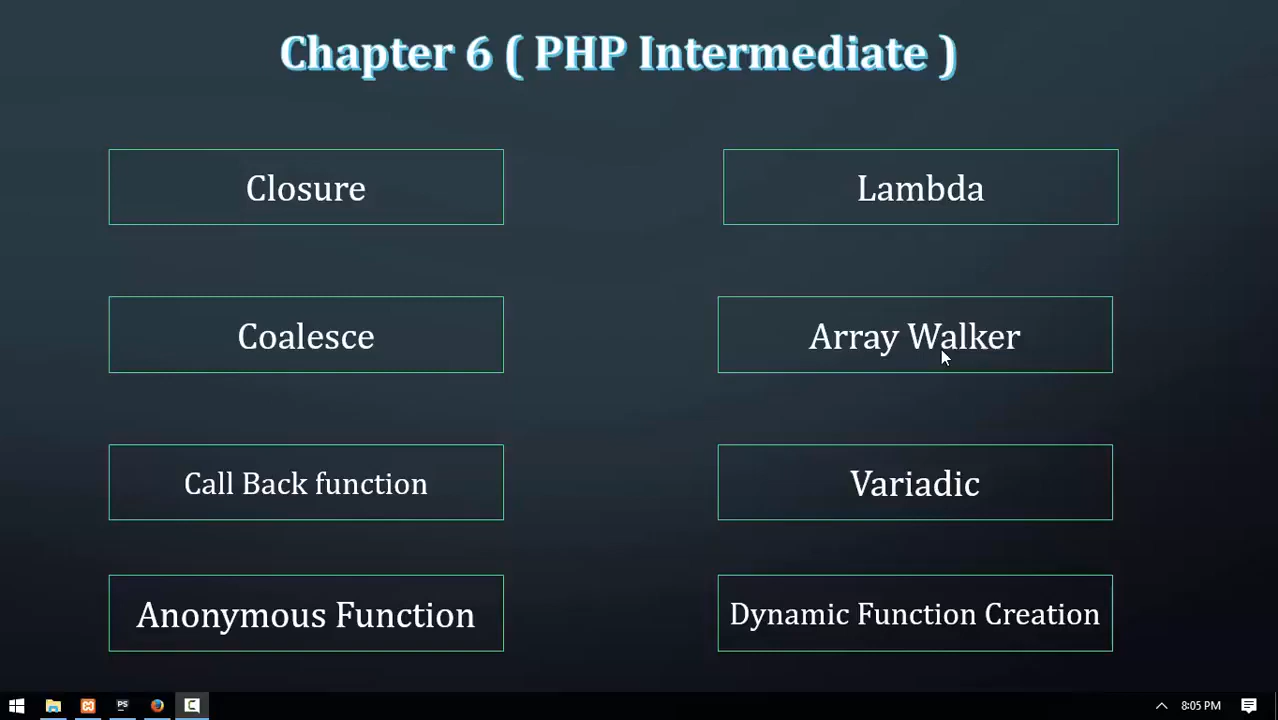 Chapter 6 ( PHP Intermediate )
Closure
Lambda
Coalesce
Array Walker
Call Back function
Variadic
Anonymous Function
Dynamic Function Creation
PS
C
8:05 PM